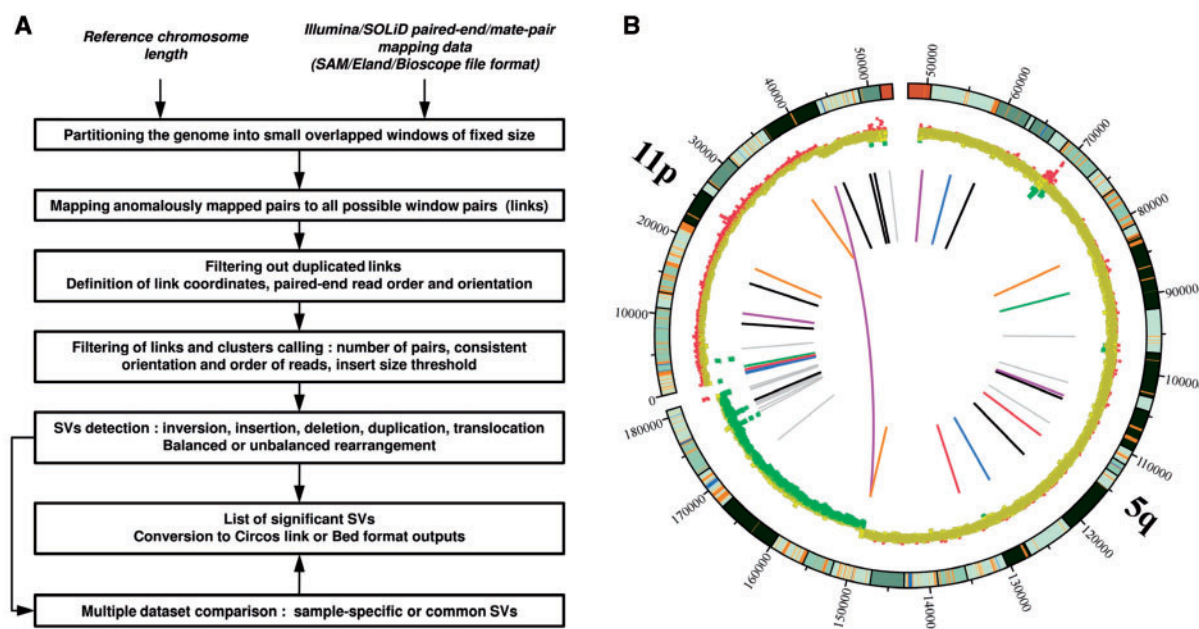 A
Reference chromosome
length
Illumina/SOLiD paired-end/mate-pair
mapping data
(SAM/Eland/Bioscope file format)
Partitioning the genome into small overlapped windows of fixed size
Mapping anomalously mapped pairs to all possible window pairs (links)
Filtering out duplicated links
Definition of link coordinates, paired-end read order and orientation
Filtering of links and clusters calling : number of pairs, consistent
orientation and order of reads, insert size threshold
SVs detection : inversion, insertion, deletion, duplication, translocation
Balanced or unbalanced rearrangement
List of significant SVs
Conversion to Circos link or Bed format outputs
Multiple dataset comparison : sample-specific or common SVs
B
11p
0
10000
20000
30000
40000
50000
5q
50000
60000
70000
80000
90000
100000
110000
120000
130000
140000
150000
160000
170000
180000